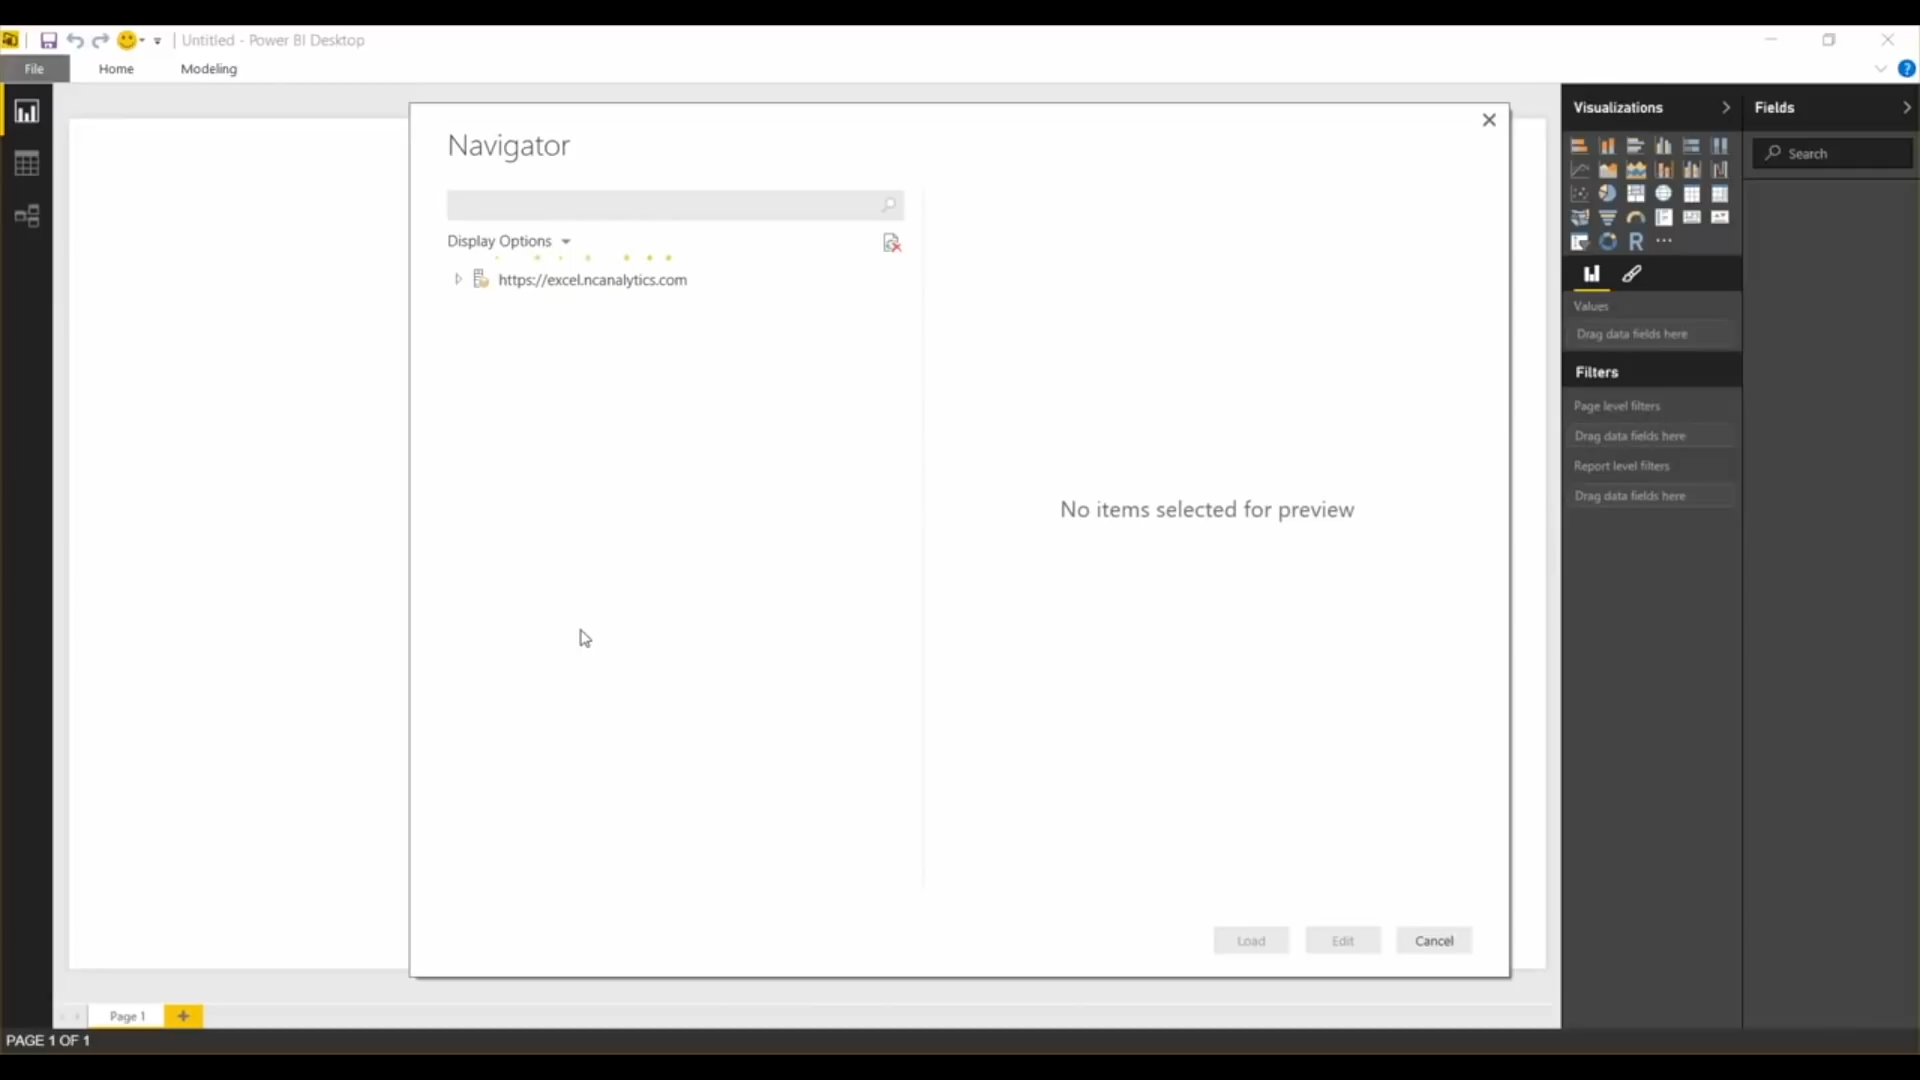 Untitled - Power BI Desktop
File
Home
Modeling
?
Navigator
Display Options
https://excel.ncanalytics.com
No items selected for preview
Load
Edit
Cancel
Visualizations
R
Values
Drag data fields here
Filters
Page level filters
Drag data fields here
Report level filters
Drag data fields here
Fields
Search
Page 1
PAGE 1 OF 1